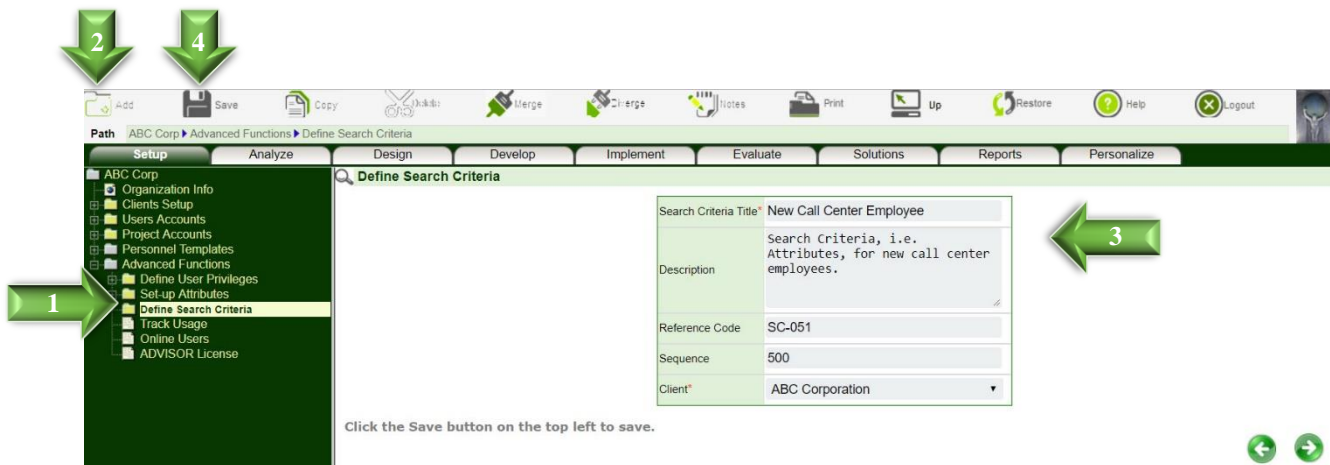 2 4
Add Save Copy Delete Merge Diverge Notes Print Up Restore Help Logout
Path ABC Corp Advanced Functions Define Search Criteria
Setup Analyze Design Develop Implement Evaluate Solutions Reports Personalize
ABC Corp
Organization Info
Clients Setup
Users Accounts
Project Accounts
Personnel Templates
Advanced Functions
Define User Privileges
Set-up Attributes
1
Define Search Criteria
Track Usage
Online Users
ADVISOR License
Define Search Criteria
Search Criteria Title* New Call Center Employee
Description
Search Criteria, i.e.
Attributes, for new call center
employees.
3
Reference Code SC-051
Sequence 500
Client* ABC Corporation
Click the Save button on the top left to save.